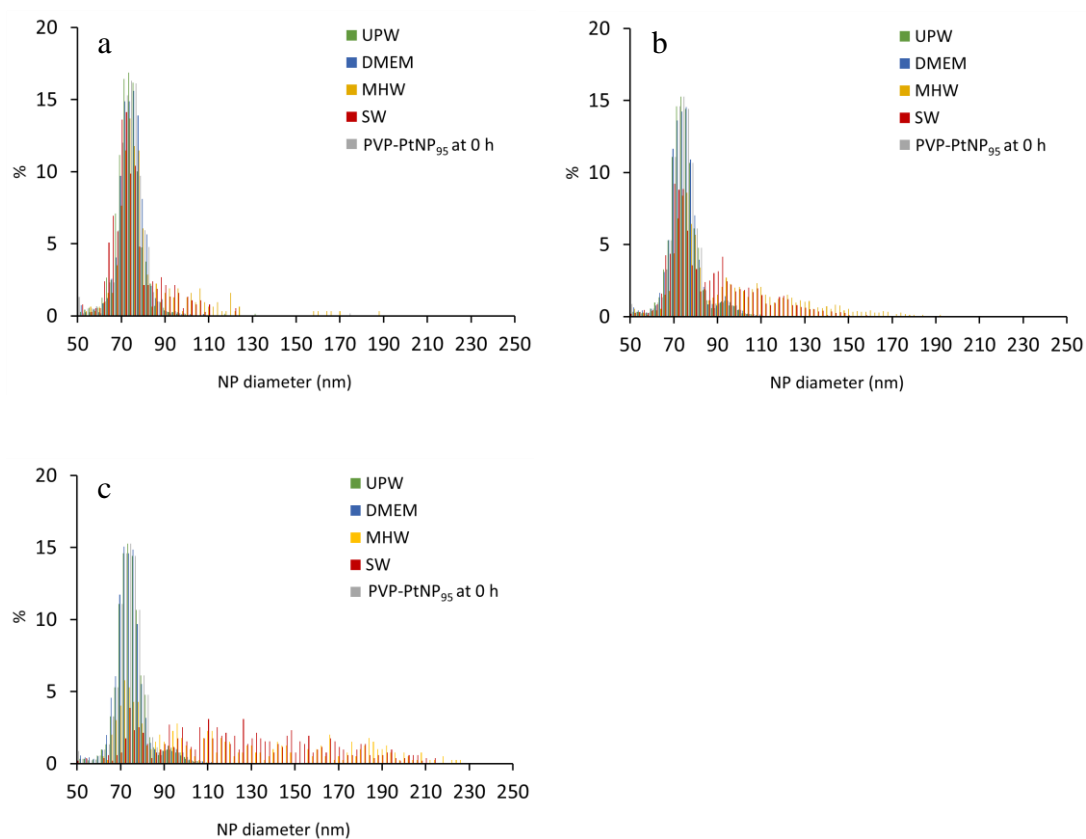 a
20
15
10
5
0
%
UPW
DMEM
MHW
SW
PVP-PtNP₉₅ at 0 h
50 70 90 110 130 150 170 190 210 230 250
NP diameter (nm)
b
20
15
10
5
0
%
UPW
DMEM
MHW
SW
PVP-PtNP₉₅ at 0 h
50 70 90 110 130 150 170 190 210 230 250
NP diameter (nm)
c
20
15
10
5
0
%
UPW
DMEM
MHW
SW
PVP-PtNP₉₅ at 0 h
50 70 90 110 130 150 170 190 210 230 250
NP diameter (nm)